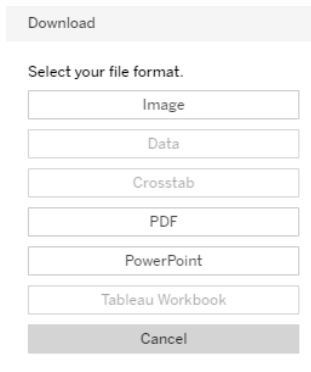 Download
Select your file format.
Image
Data
Crosstab
PDF
PowerPoint
Tableau Workbook
Cancel